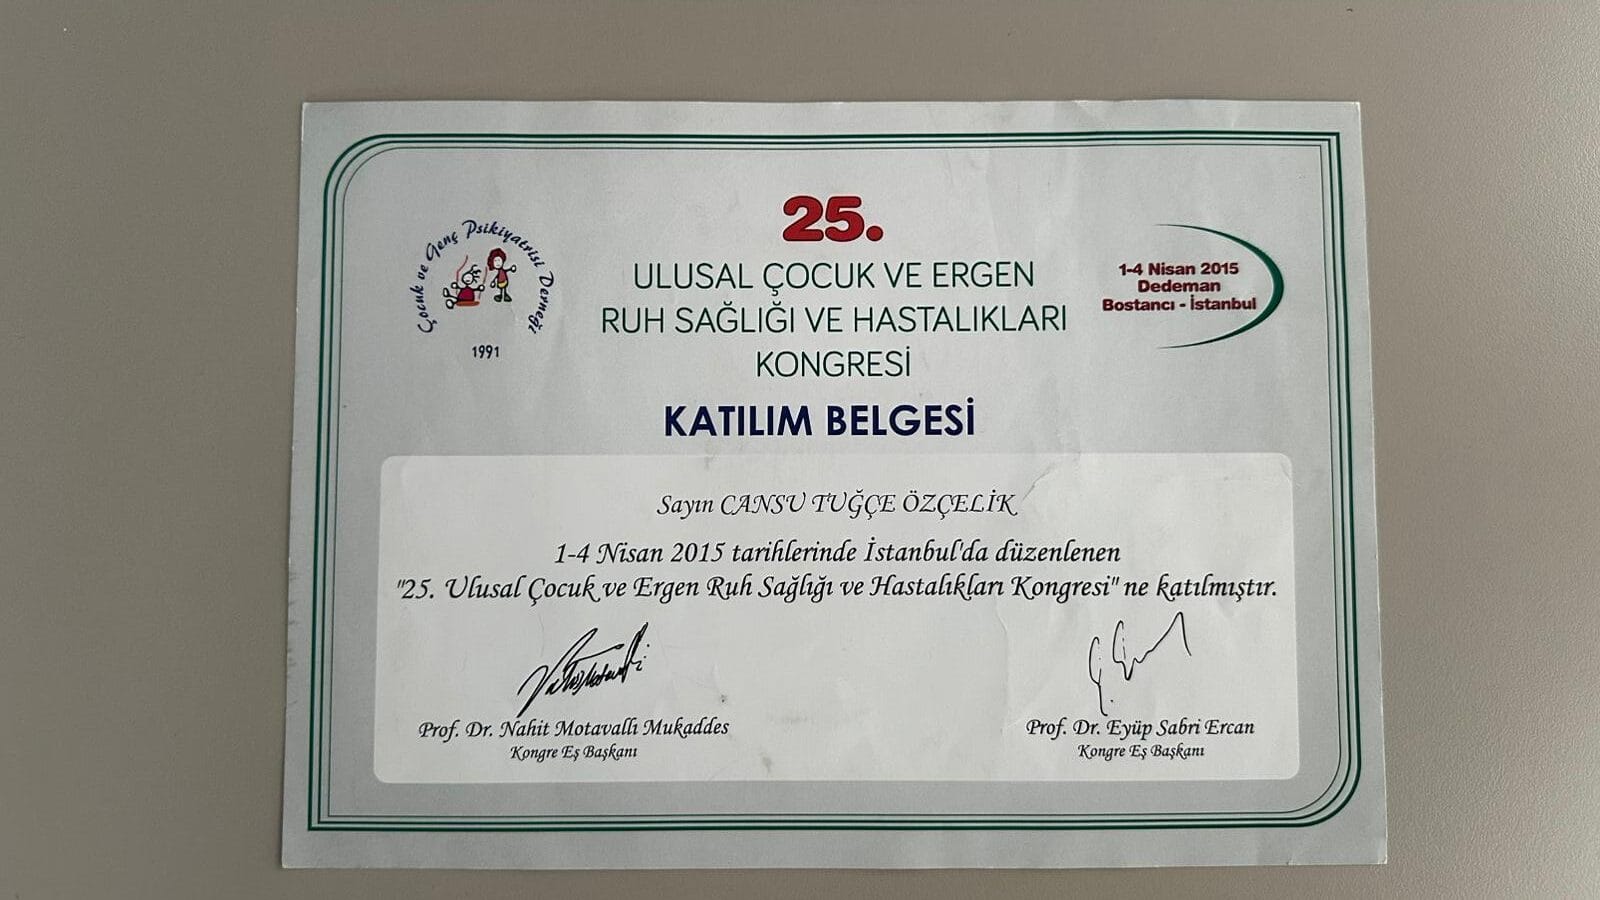 Çocuk ve Genç Psikiyatrisi Derneği
1991
25.
ULUSAL ÇOCUK VE ERGEN
RUH SAĞLIĞI VE HASTALIKLARI
KONGRESİ
1-4 Nisan 2015
Dedeman
Bostancı - İstanbul
KATILIM BELGESİ
Sayın CANSU TUĞÇE ÖZÇELİK
1-4 Nisan 2015 tarihlerinde İstanbul'da düzenlenen
"25. Ulusal Çocuk ve Ergen Ruh Sağlığı ve Hastalıkları Kongresi" ne katılmıştır.
Prof. Dr. Nahit Motavallı Mukaddes
Kongre Eş Başkanı
Prof. Dr. Eyüp Sabri Ercan
Kongre Eş Başkanı